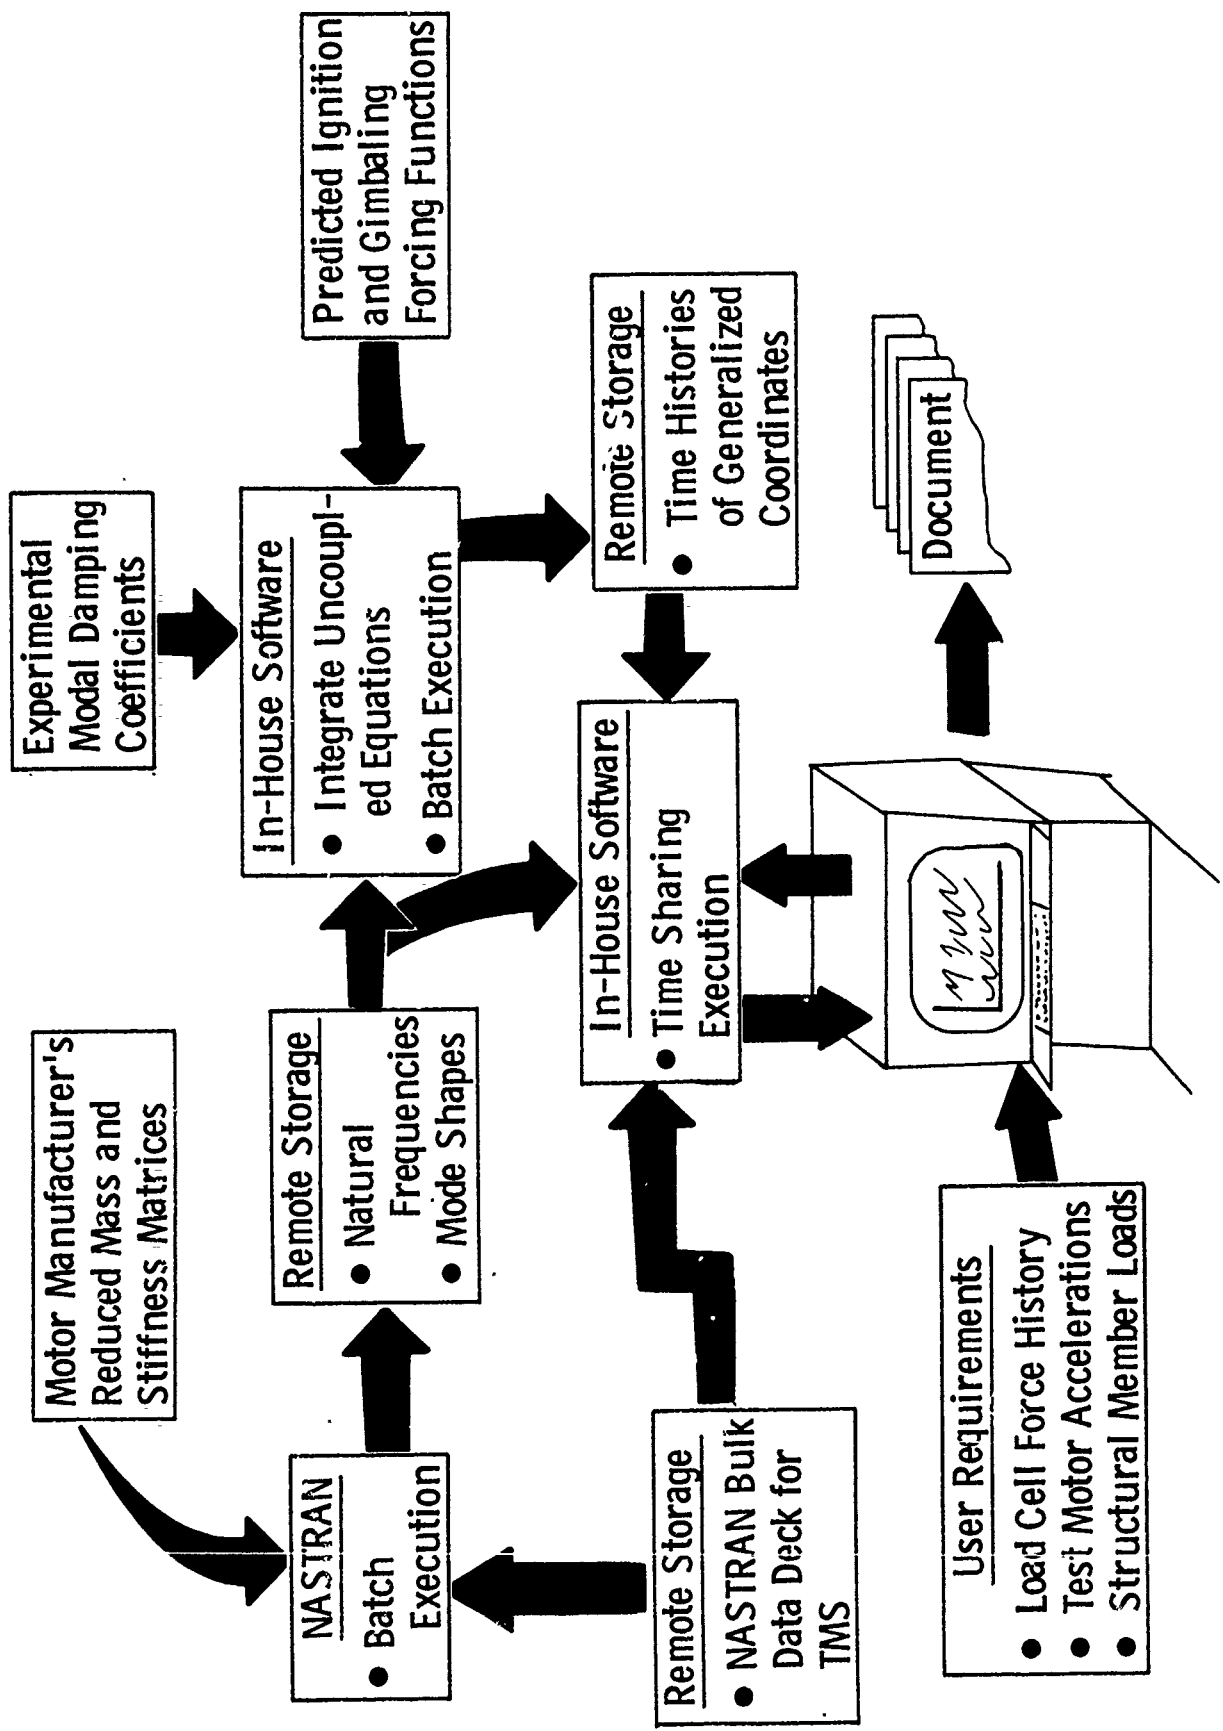 Motor Manufacturer's
Reduced Mass and
Stiffness Matrices
Experimental
Modal Damping
Coefficients
NASTRAN
● Batch
Execution
Remote Storage
● Natural
Frequencies
● Mode Shapes
In-House Software
● Integrate Uncoupl-
ed Equations
● Batch Execution
Predicted Ignition
and Gimbaling
Forcing Functions
Remote Storage
● NASTRAN Bulk
Data Deck for
TMS
In-House Software
● Time Sharing
Execution
Remote Storage
● Time Histories
of Generalized
Coordinates
User Requirements
● Load Cell Force History
● Test Motor Accelerations
● Structural Member Loads
Document